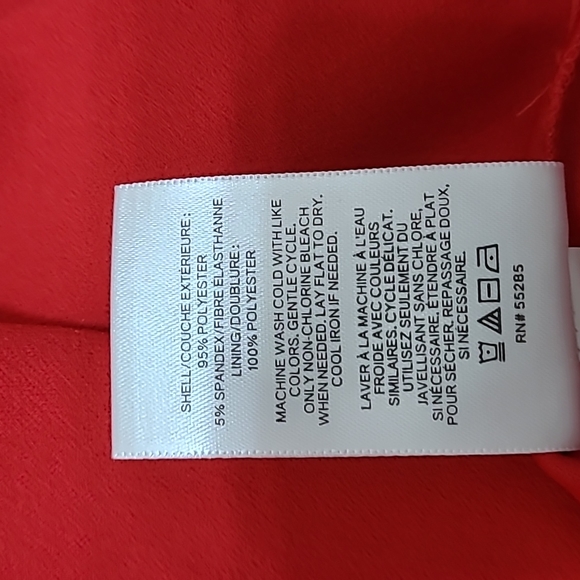 SHELL/COUCHE EXTÉRIEURE :
95% POLYESTER
5% SPANDEX/FIBRE ÉLASTHANNE
LINING/DOUBLURE :
100% POLYESTER
MACHINE WASH COLD WITH LIKE
COLORS, GENTLE CYCLE.
ONLY NON-CHLORINE BLEACH
WHEN NEEDED. LAY FLAT TO DRY.
COOL IRON IF NEEDED.
LAVER À LA MACHINE À L'EAU
FROIDE AVEC COULEURS
SIMILAIRES, CYCLE DÉLICAT.
UTILISEZ SEULEMENT DU
JAVELLISANT SANS CHLORE,
SI NÉCESSAIRE, ÉTENDRE À PLAT
POUR SÉCHER, REPASSAGE DOUX,
SI NÉCESSAIRE.
RN# 55285